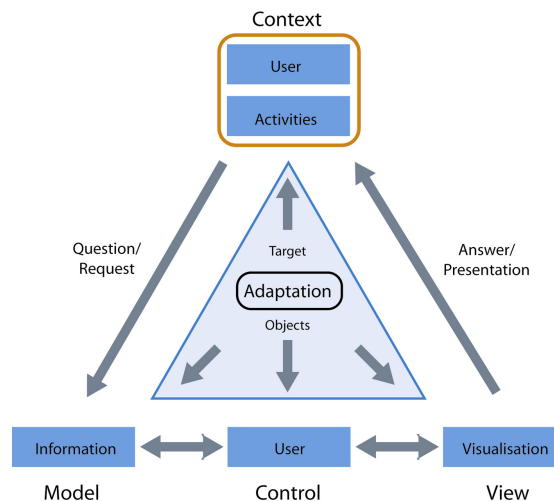 Context
User
Activities
Question/
Request
Answer/
Presentation
Target
Adaptation
Objects
Information
User
Visualisation
Model
Control
View